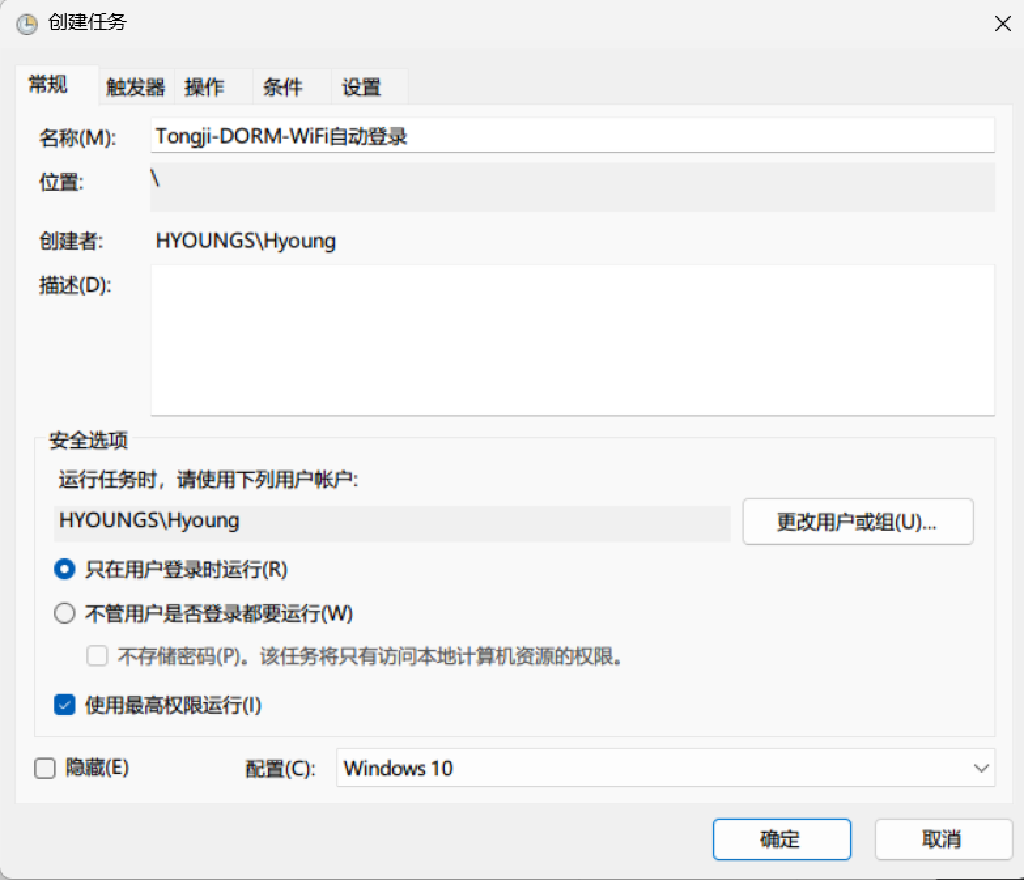 创建任务
常规 触发器 操作 条件 设置
名称(M): Tongji-DORM-WiFi自动登录
位置: \
创建者: HYOUNGS\Hyoung
描述(D):
安全选项
运行任务时，请使用下列用户帐户:
HYOUNGS\Hyoung 更改用户或组(U)...
只在用户登录时运行(R)
不管用户是否登录都要运行(W)
不存储密码(P)。该任务将只有访问本地计算机资源的权限。
使用最高权限运行(I)
隐藏(E) 配置(C): Windows 10
确定 取消